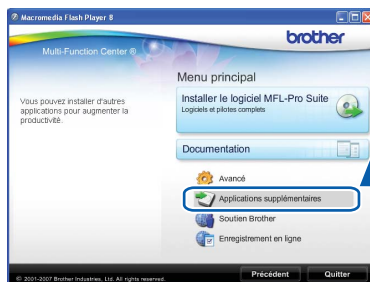 Macromedia Flash Player 8
brother
Multi-Function Center ®
Menu principal
Vous pouvez installer d'autres
applications pour augmenter la
productivité.
Installer le logiciel MFL-Pro Suite
Logiciels et pilotes complets
Documentation
Avancé
Applications supplémentaires
Soutien Brother
Enregistrement en ligne
© 2001-2007 Brother Industries, Ltd. All rights reserved.
Précédent
Quitter